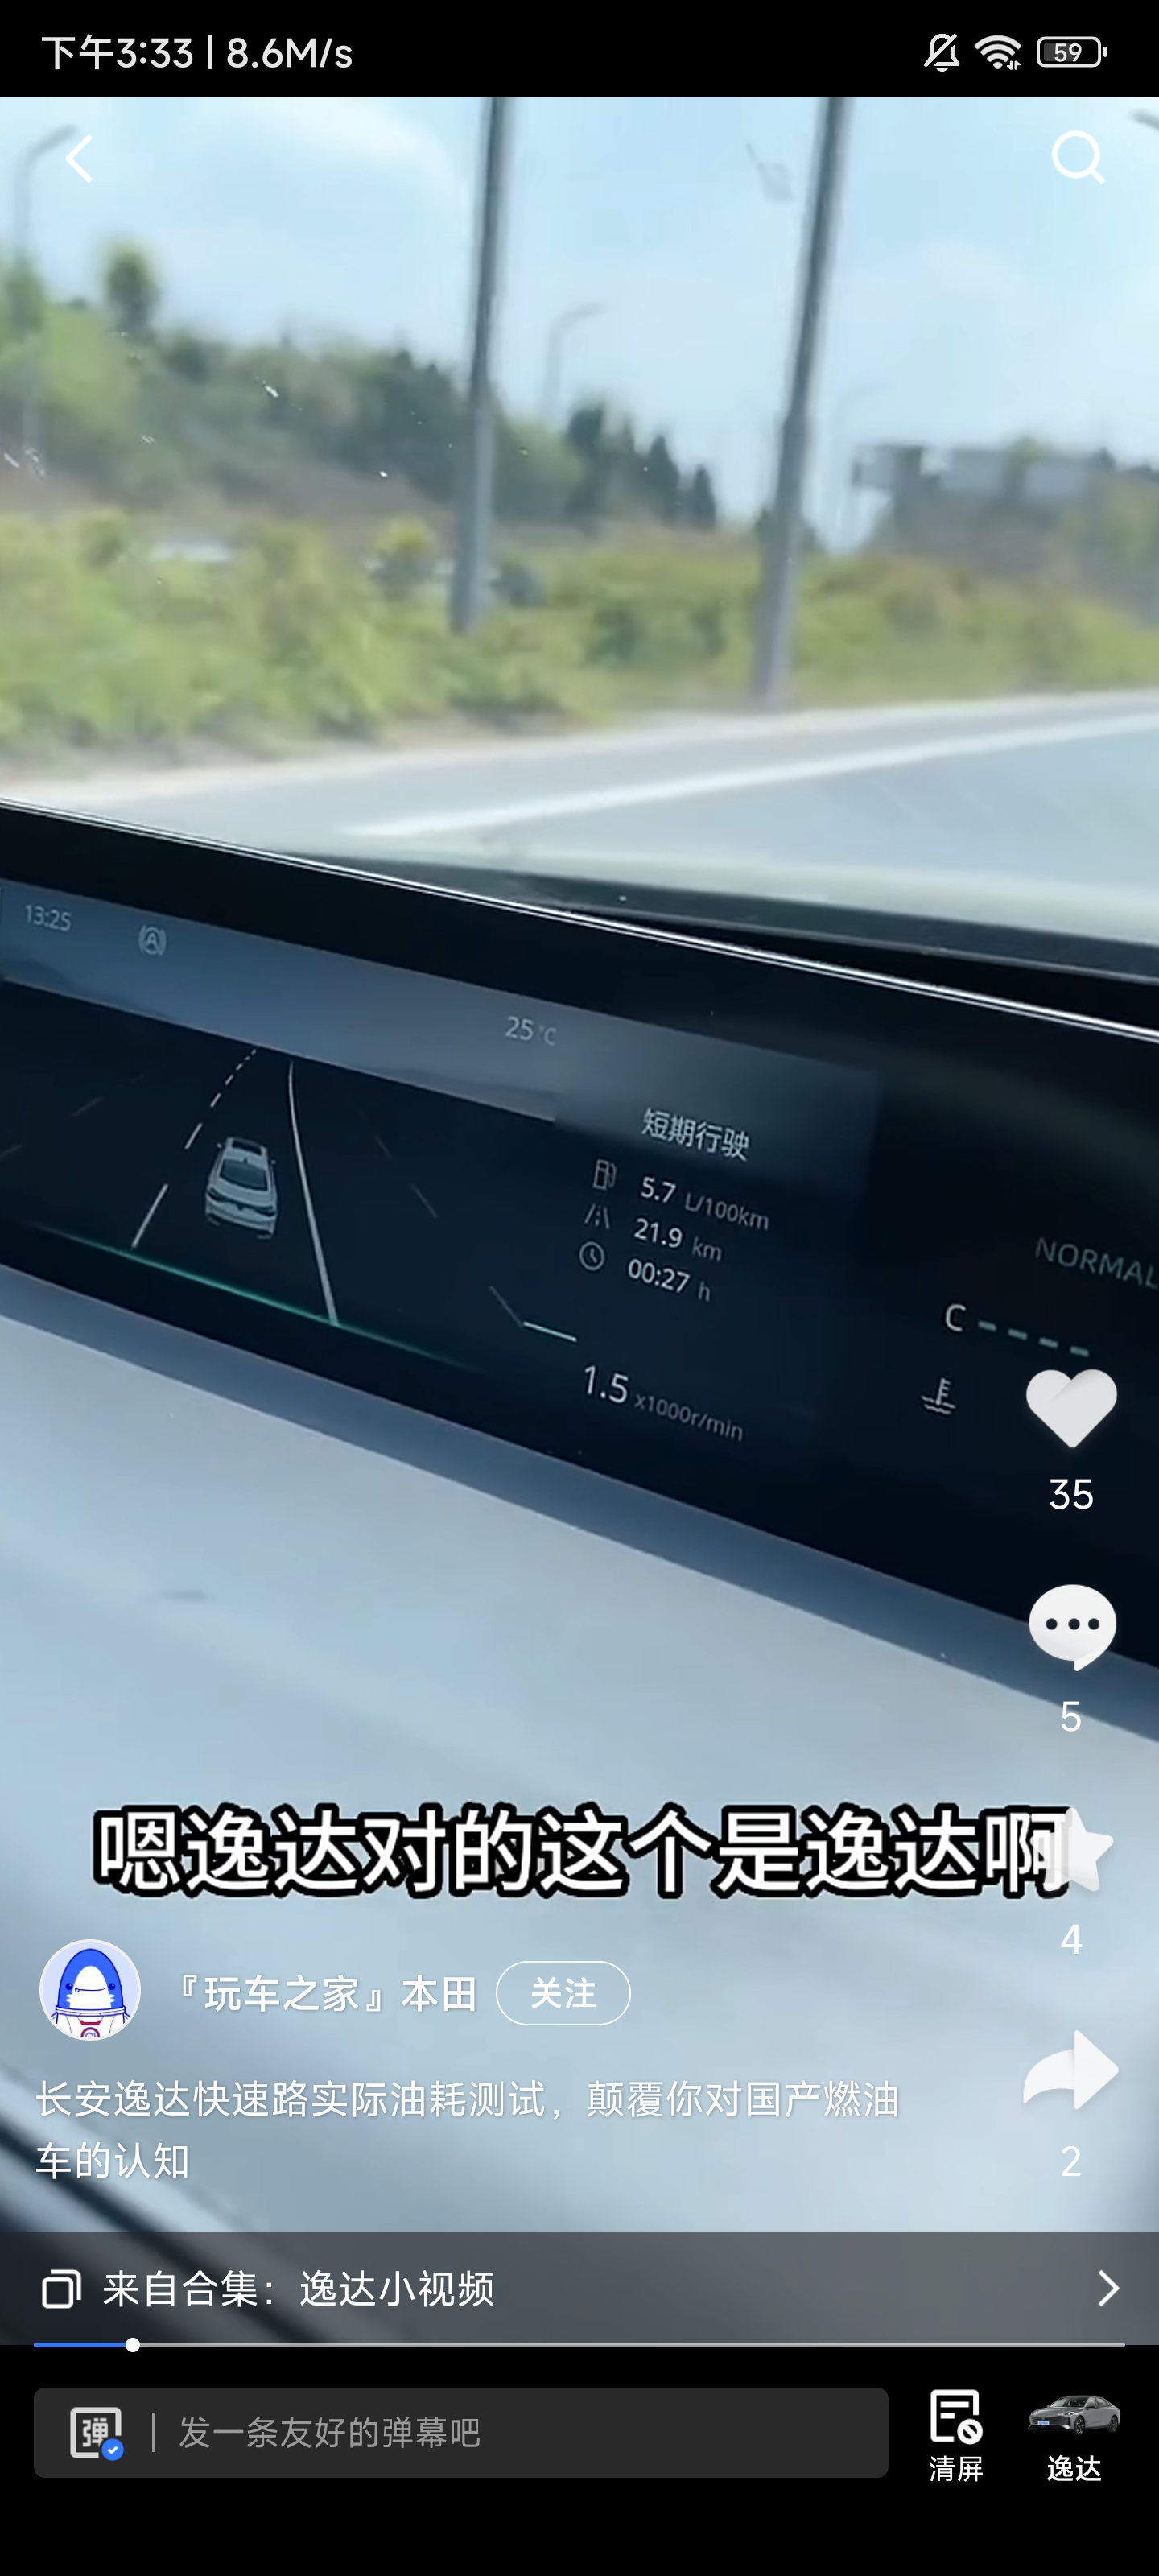 下午3:33 | 8.6M/s
59
13:25
25 °C
短期行驶
5.7 L/100km
21.9 km
00:27 h
NORMAL
C
1.5 x1000r/min
35
5
嗯逸达对的这个是逸达啊
4
『玩车之家』本田
关注
长安逸达快速路实际油耗测试，颠覆你对国产燃油
车的认知
2
来自合集：逸达小视频
弹
发一条友好的弹幕吧
清屏
逸达